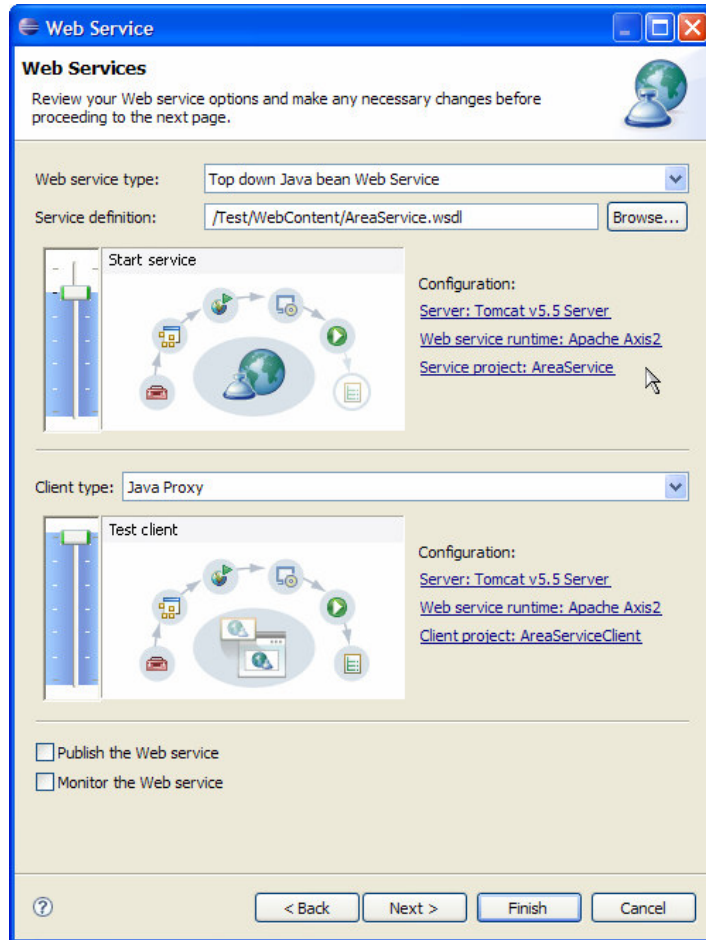 Web Service
Web Services
Review your Web service options and make any necessary changes before
proceeding to the next page.
Web service type: Top down Java bean Web Service
Service definition: /Test/WebContent/AreaService.wsdl Browse...
Start service
Configuration:
Server: Tomcat v5.5 Server
Web service runtime: Apache Axis2
Service project: AreaService
Client type: Java Proxy
Test client
Configuration:
Server: Tomcat v5.5 Server
Web service runtime: Apache Axis2
Client project: AreaServiceClient
Publish the Web service
Monitor the Web service
? < Back Next > Finish Cancel